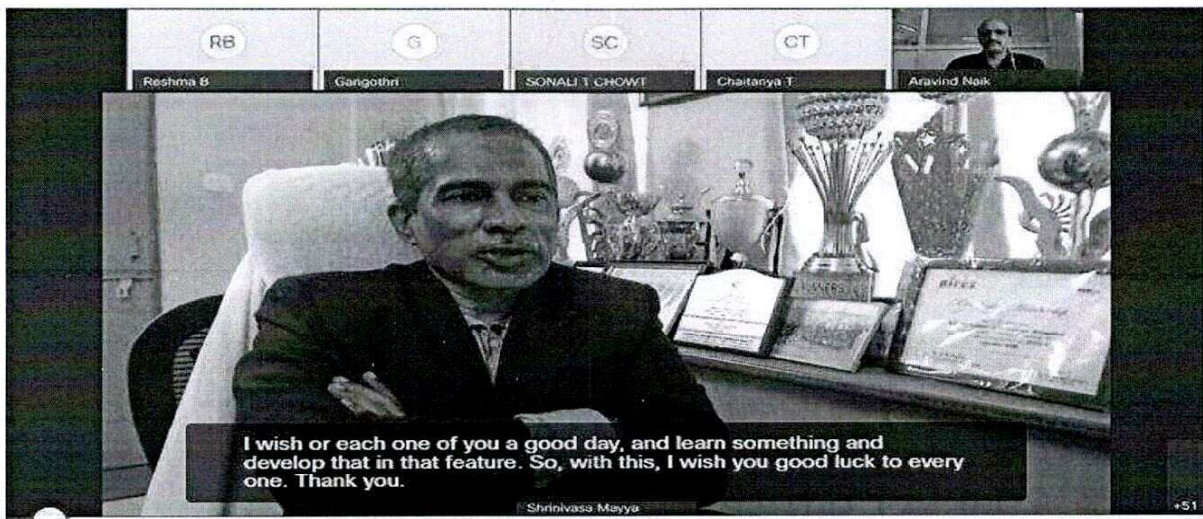 RB
G
SC
CT
Reshma B
Gangothri
SONALI T CHOWT
Chaitanya T
Aravind Naik
WINNERS
I wish or each one of you a good day, and learn something and
develop that in that feature. So, with this, I wish you good luck to every
one. Thank you.
Shrinivasa Mayya
+51